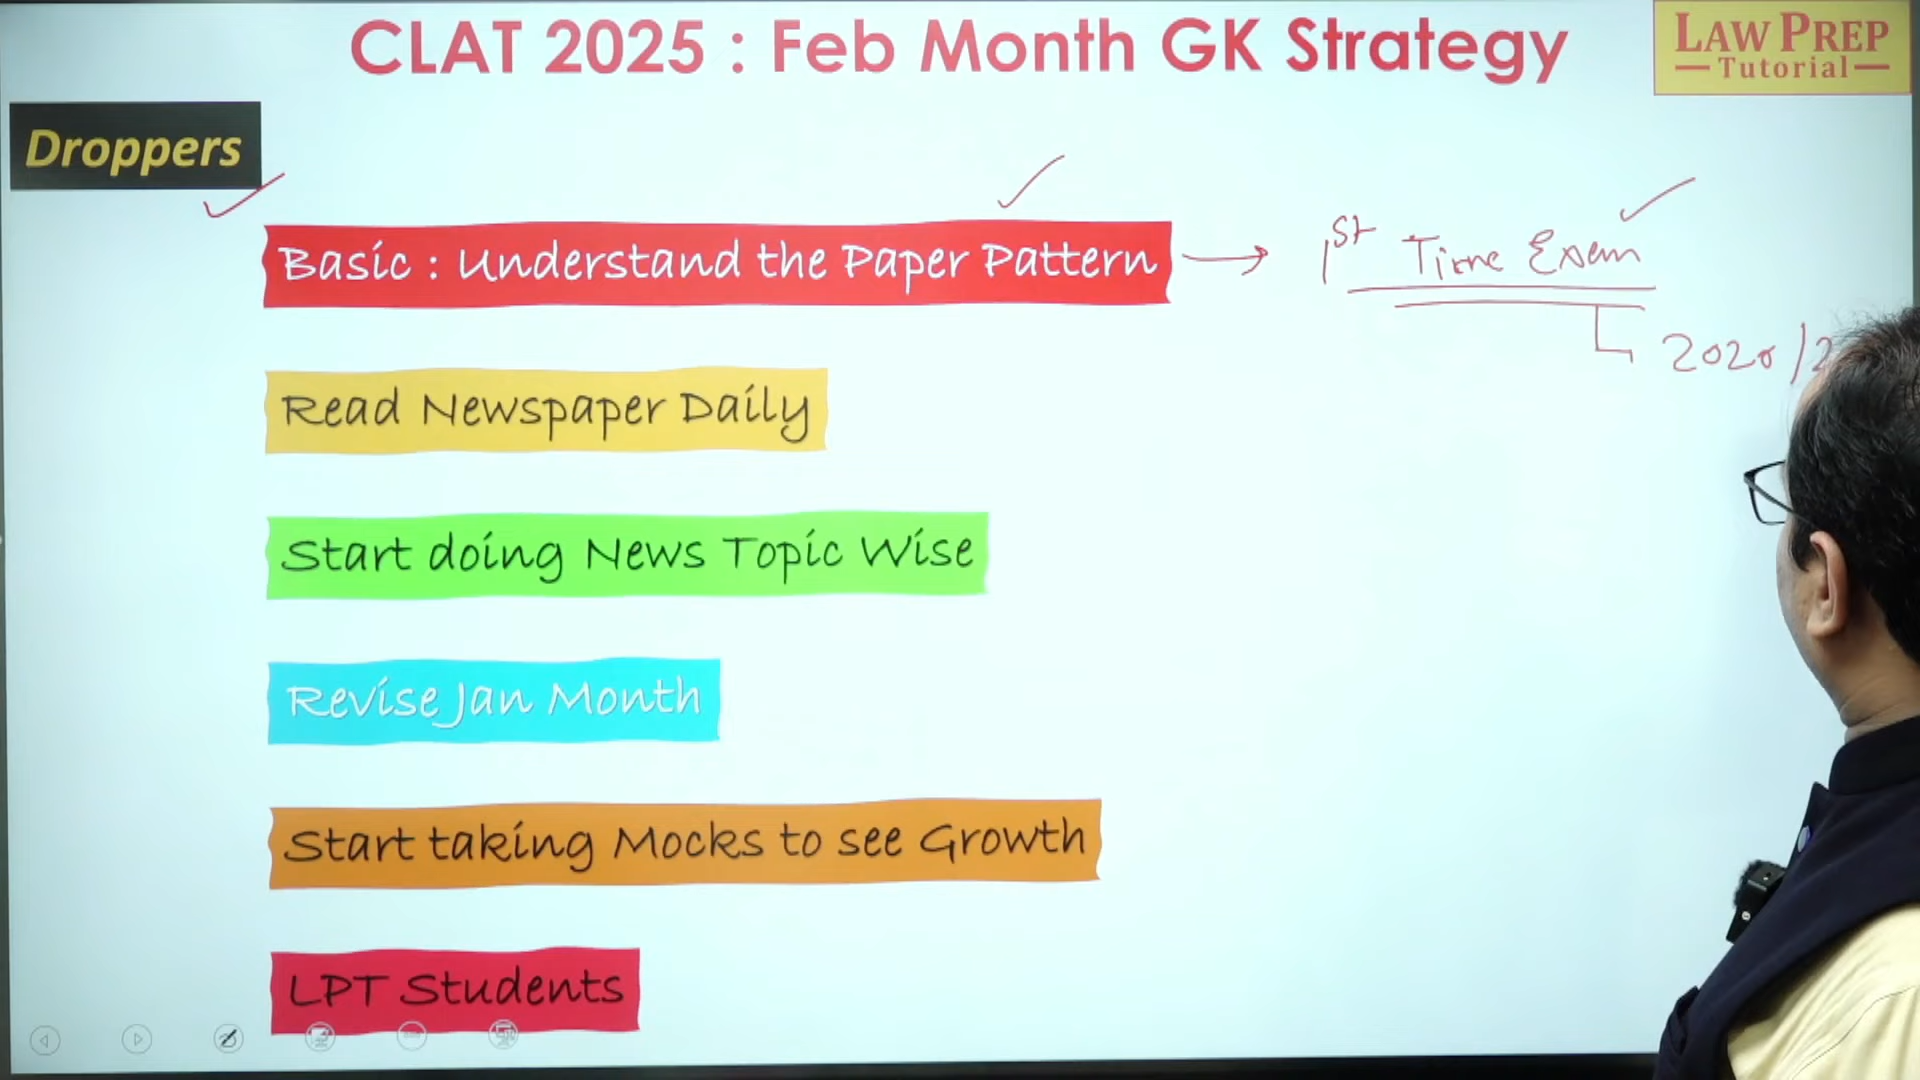 CLAT 2025 : Feb Month GK Strategy
LAW PREP
Tutorial
Droppers
Basic : Understand the Paper Pattern
1st Time Exam
2020/2
Read Newspaper Daily
Start doing News Topic Wise
Revise Jan Month
Start taking Mocks to see Growth
LPT Students